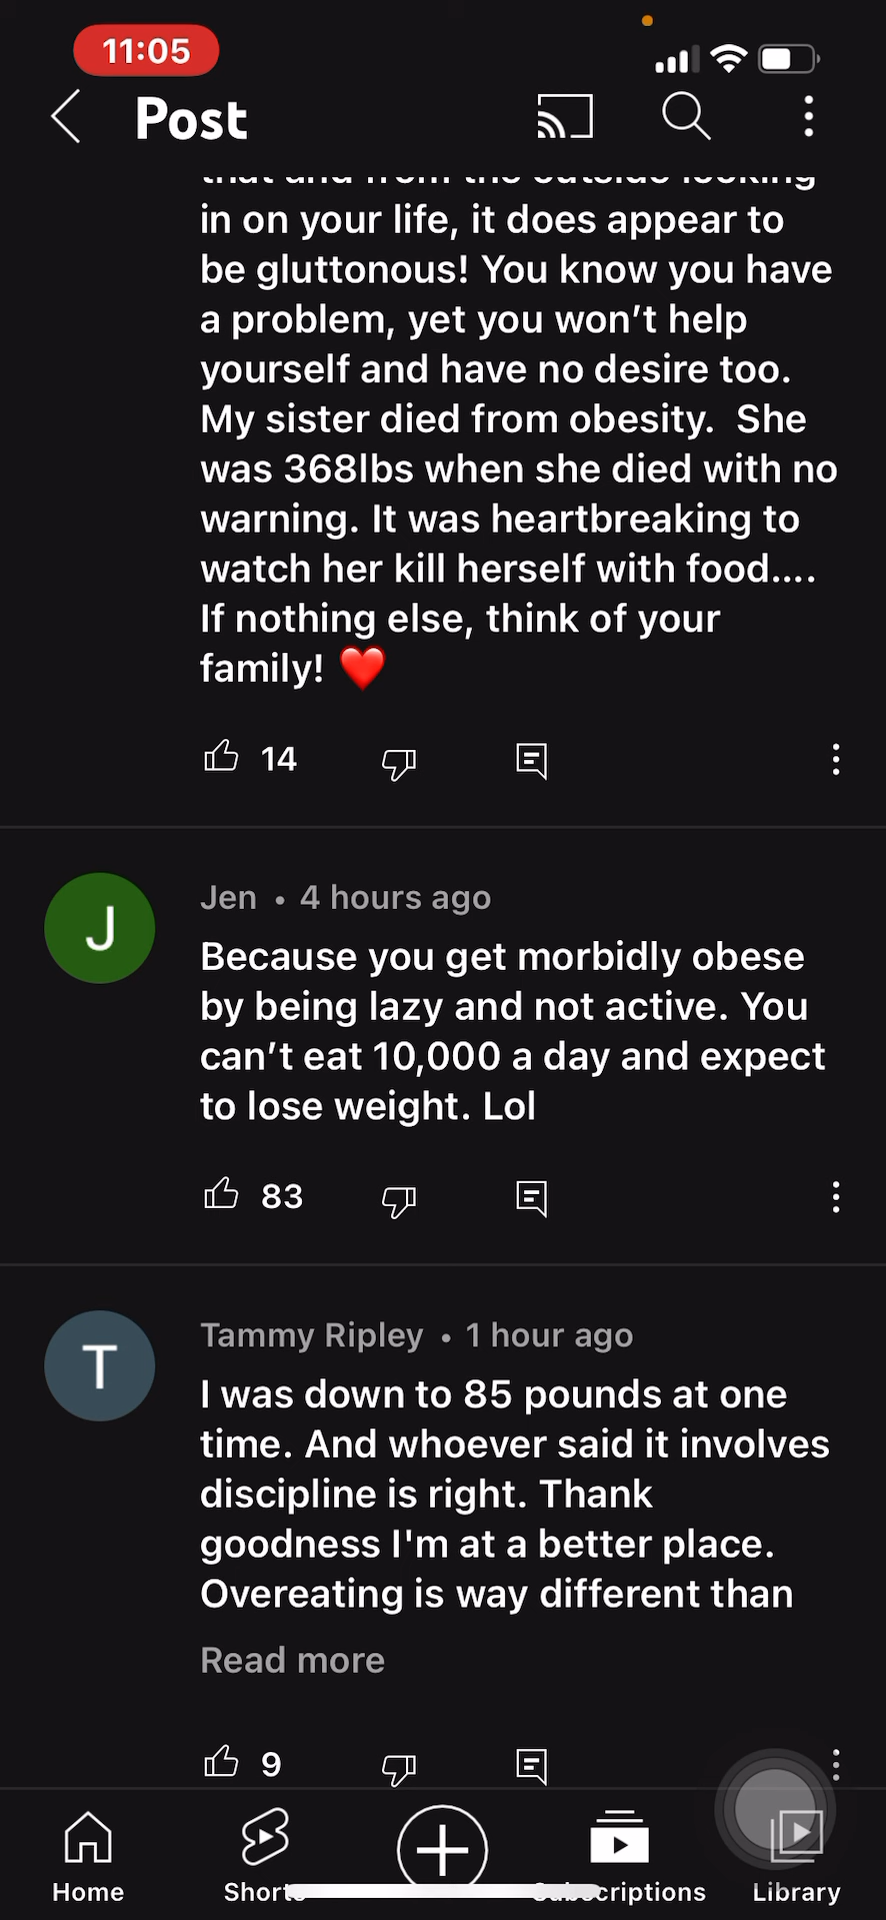 11:05
Post
that and from the outside looking
in on your life, it does appear to
be gluttonous! You know you have
a problem, yet you won’t help
yourself and have no desire too.
My sister died from obesity.  She
was 368lbs when she died with no
warning. It was heartbreaking to
watch her kill herself with food....
If nothing else, think of your
family! ❤️
14
J
Jen • 4 hours ago
Because you get morbidly obese
by being lazy and not active. You
can’t eat 10,000 a day and expect
to lose weight. Lol
83
T
Tammy Ripley • 1 hour ago
I was down to 85 pounds at one
time. And whoever said it involves
discipline is right. Thank
goodness I'm at a better place.
Overeating is way different than
Read more
9
Home Shorts Subscriptions Library